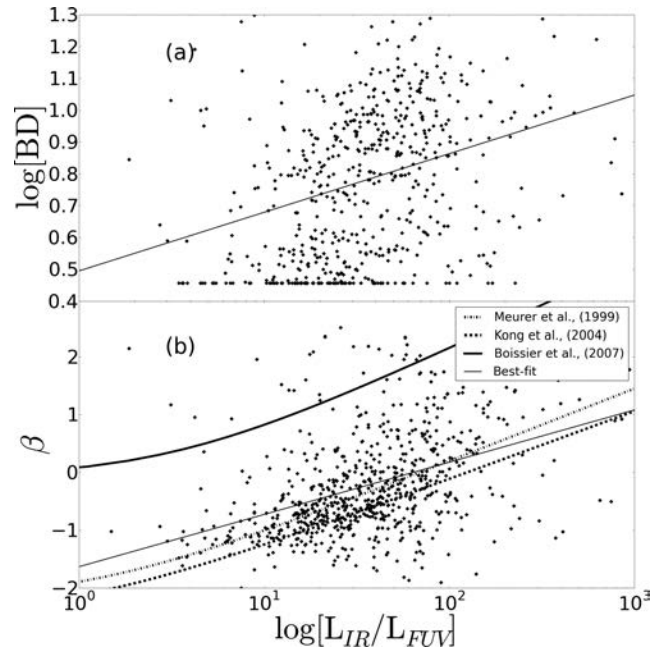 1.3
(a)
1.2
1.1
1.0
0.9
0.8
0.7
0.6
0.5
0.4
log[BD]
(b)
Meurer et al., (1999)
Kong et al., (2004)
Boissier et al., (2007)
Best-fit
2
1
0
−1
−2
β
10⁰ 10¹ 10² 10³
log[L_IR/L_FUV]